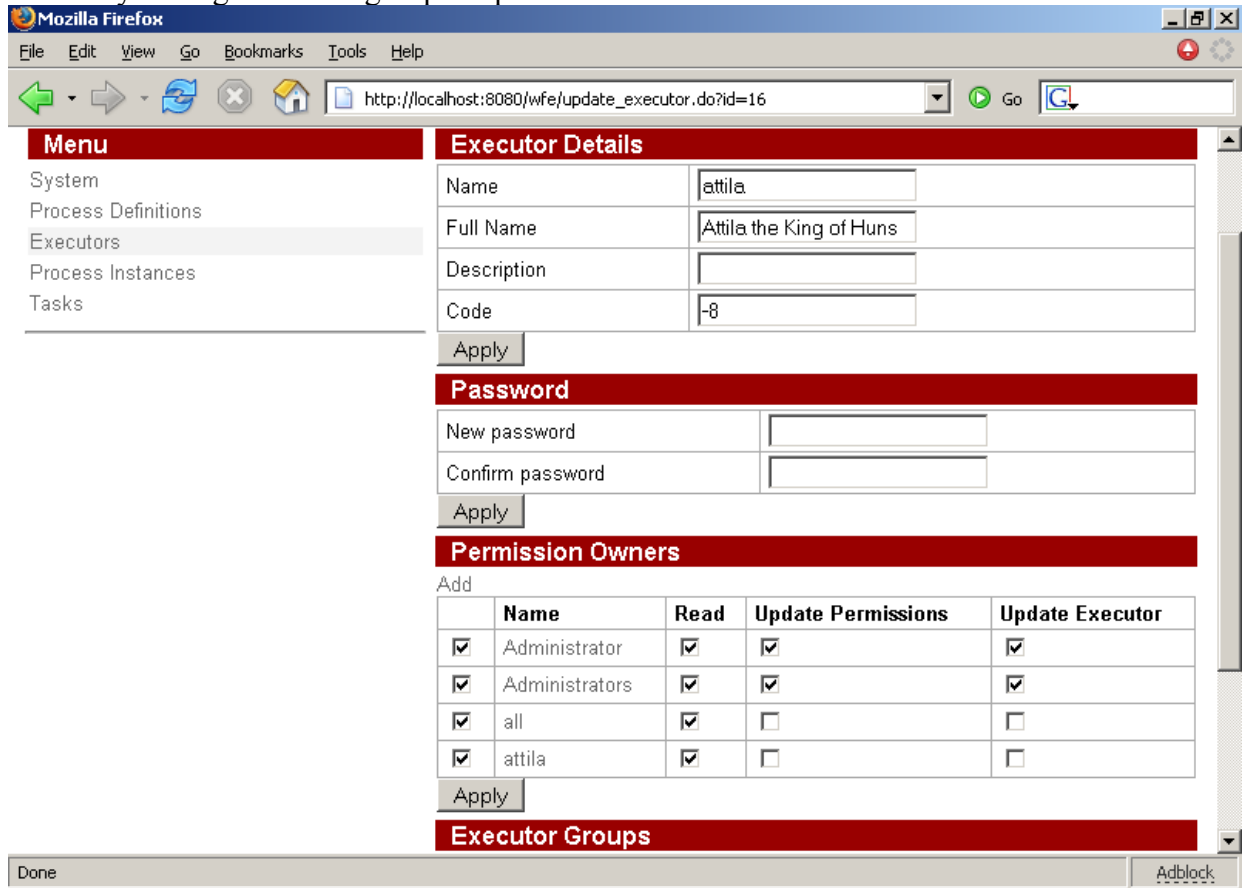 Mozilla Firefox
File Edit View Go Bookmarks Tools Help
http://localhost:8080/wfe/update_executor.do?id=16 Go G
Menu
System
Process Definitions
Executors
Process Instances
Tasks
Executor Details
Name attila
Full Name Attila the King of Huns
Description
Code -8
Apply
Password
New password
Confirm password
Apply
Permission Owners
Add
Name Read Update Permissions Update Executor
Administrator
Administrators
all
attila
Apply
Executor Groups
Done Adblock